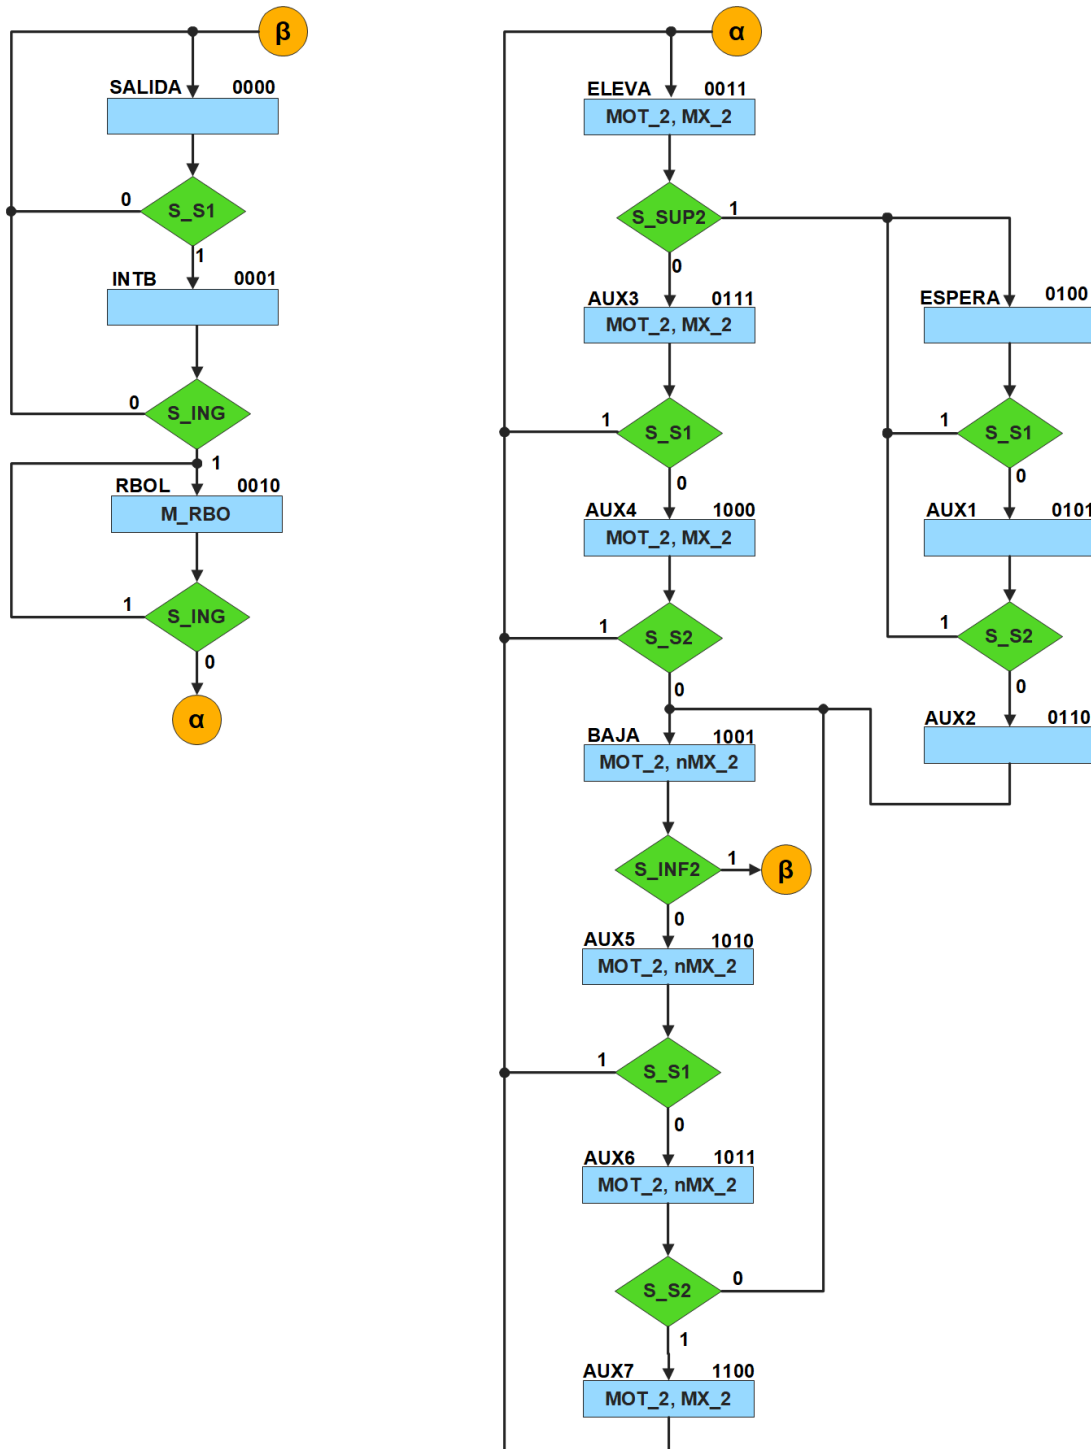 β
SALIDA 0000
0
S_S1
1
INTB 0001
0
S_ING
1
RBOL 0010
M_RBO
1
S_ING
0
α
α
ELEVA 0011
MOT_2, MX_2
S_SUP2
1
0
AUX3 0111
MOT_2, MX_2
1
S_S1
0
AUX4 1000
MOT_2, MX_2
1
S_S2
0
BAJA 1001
MOT_2, nMX_2
S_INF2
1
β
0
AUX5 1010
MOT_2, nMX_2
1
S_S1
0
AUX6 1011
MOT_2, nMX_2
S_S2
0
1
AUX7 1100
MOT_2, MX_2
ESPERA 0100
1
S_S1
0
AUX1 0101
1
S_S2
0
AUX2 0110